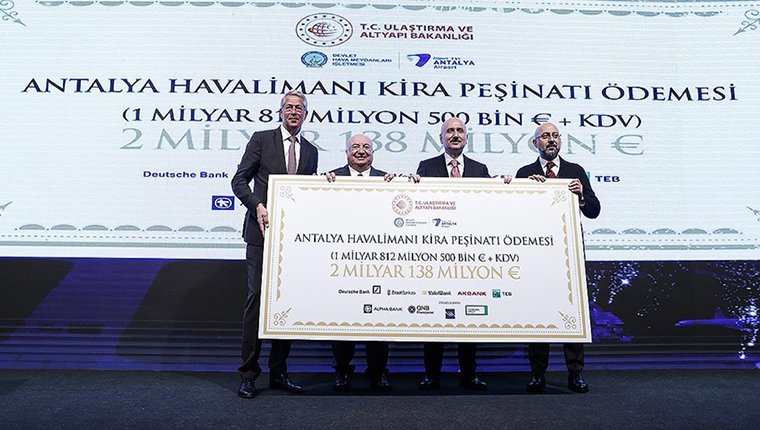 T.C. ULAŞTIRMA VE
ALTYAPI BAKANLIĞI
DEVLET
HAVA MEYDANLARI
İŞLETMESİ
ANTALYA
Airport
ANTALYA HAVALİMANI KİRA PEŞİNATI ÖDEMESİ
(1 MİLYAR 812 MİLYON 500 BİN € + KDV)
2 MİLYAR 138 MİLYON €
Deutsche Bank
TEB
T.C. ULAŞTIRMA VE
ALTYAPI BAKANLIĞI
ANTALYA
ANTALYA HAVALİMANI KİRA PEŞİNATI ÖDEMESİ
(1 MİLYAR 812 MİLYON 500 BİN € + KDV)
2 MİLYAR 138 MİLYON €
Deutsche Bank
Ziraat Bankası
VakıfBank
AKBANK
TEB
ALPHA BANK
QNB